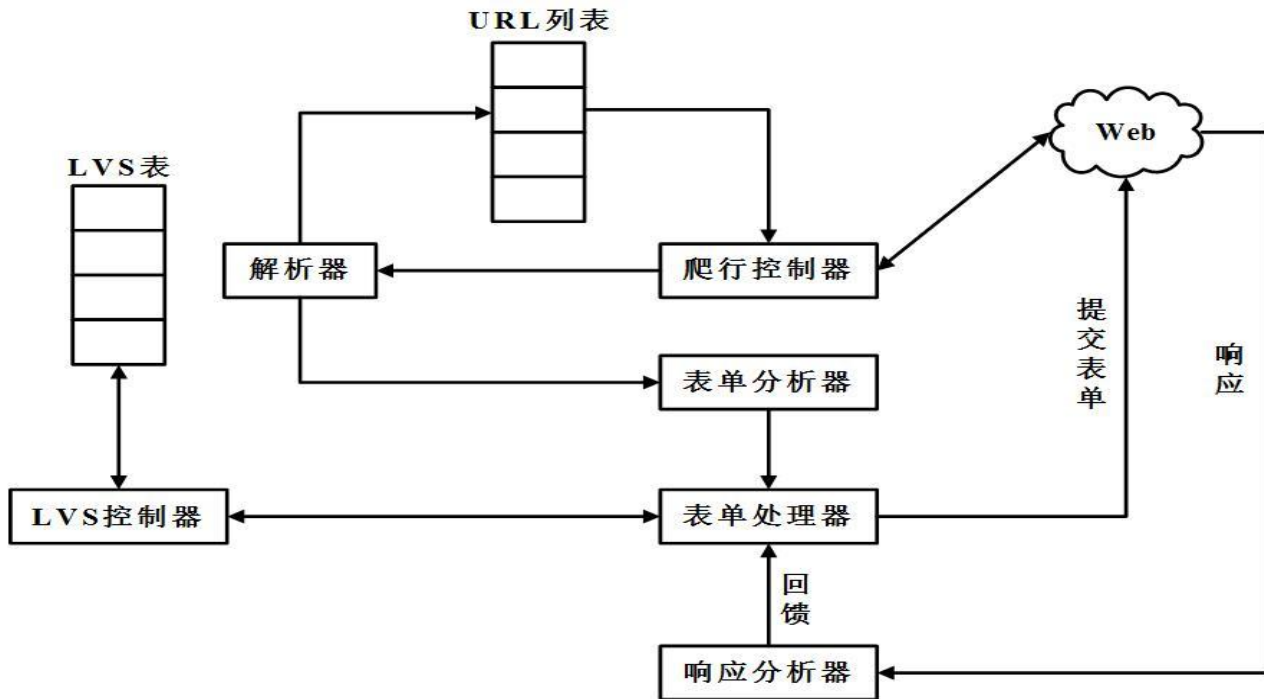 URL列表
Web
LVS表
解析器
爬行控制器
提交表单
响应
表单分析器
LVS控制器
表单处理器
回馈
响应分析器